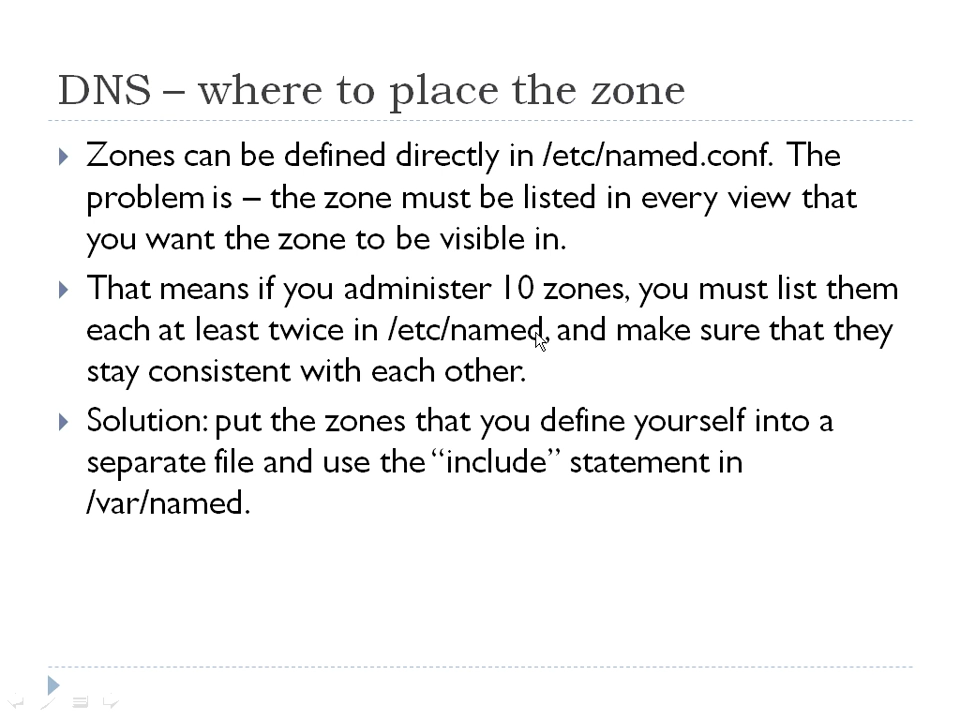 DNS – where to place the zone
Zones can be defined directly in /etc/named.conf.  The
problem is – the zone must be listed in every view that
you want the zone to be visible in.
That means if you administer 10 zones, you must list them
each at least twice in /etc/named, and make sure that they
stay consistent with each other.
Solution: put the zones that you define yourself into a
separate file and use the “include” statement in
/var/named.